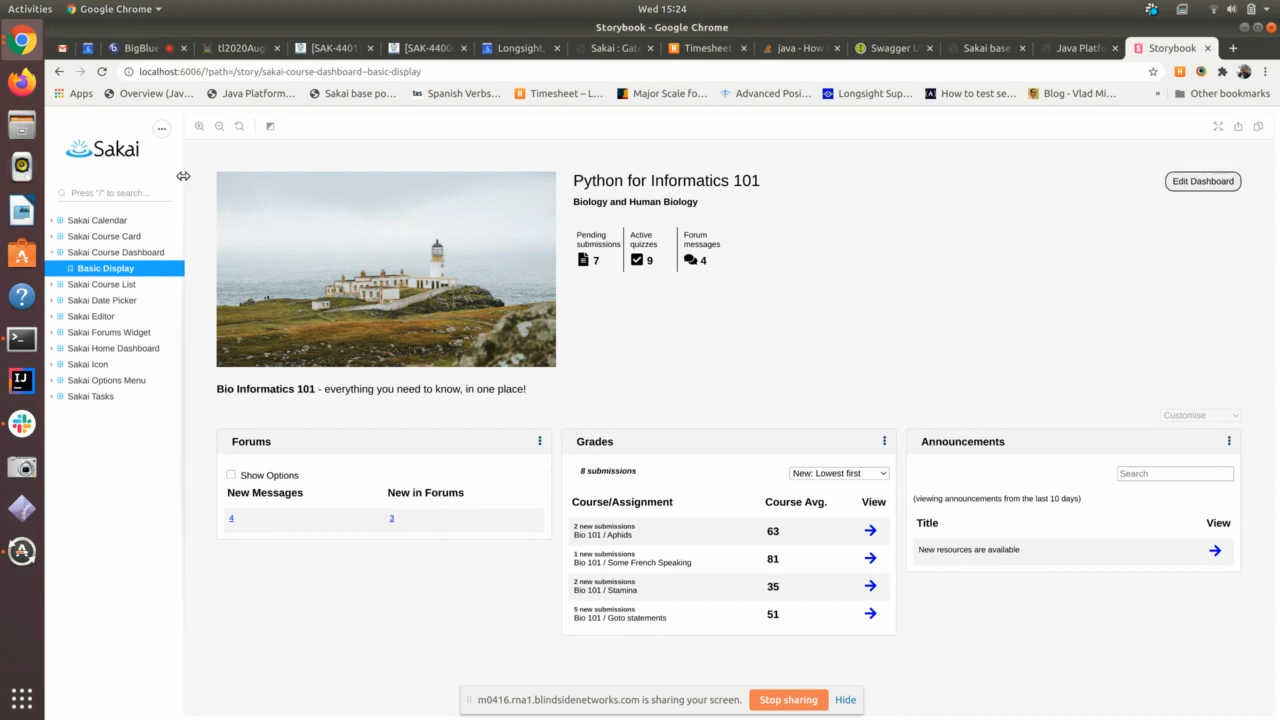 Activities Google Chrome Wed 15:24
Storybook - Google Chrome
BigBlue tl2020Aug [SAK-4401 [SAK-4400 Longsight, Sakai : Gate Timesheet java - How Swagger U Sakai base Java Platf Storybook
localhost:6006/?path=/story/sakai-course-dashboard--basic-display
Apps Overview (Jav... Java Platform... Sakai base po... tes Spanish Verbs... Timesheet – L... Major Scale fo... Advanced Posi... Longsight Sup... How to test se... Blog - Vlad Mi... » Other bookmarks
Sakai
Press "/" to search...
Sakai Calendar
Sakai Course Card
Sakai Course Dashboard
Basic Display
Sakai Course List
Sakai Date Picker
Sakai Editor
Sakai Forums Widget
Sakai Home Dashboard
Sakai Icon
Sakai Options Menu
Sakai Tasks
Python for Informatics 101
Edit Dashboard
Biology and Human Biology
Pending submissions 7
Active quizzes 9
Forum messages 4
Bio Informatics 101 - everything you need to know, in one place!
Customise
Forums
Show Options
New Messages New in Forums
4 3
Grades
8 submissions New: Lowest first
Course/Assignment Course Avg. View
2 new submissions
Bio 101 / Aphids 63
1 new submissions
Bio 101 / Some French Speaking 81
2 new submissions
Bio 101 / Stamina 35
5 new submissions
Bio 101 / Goto statements 51
Announcements
Search
(viewing announcements from the last 10 days)
Title View
New resources are available
m0416.rna1.blindsidenetworks.com is sharing your screen. Stop sharing Hide